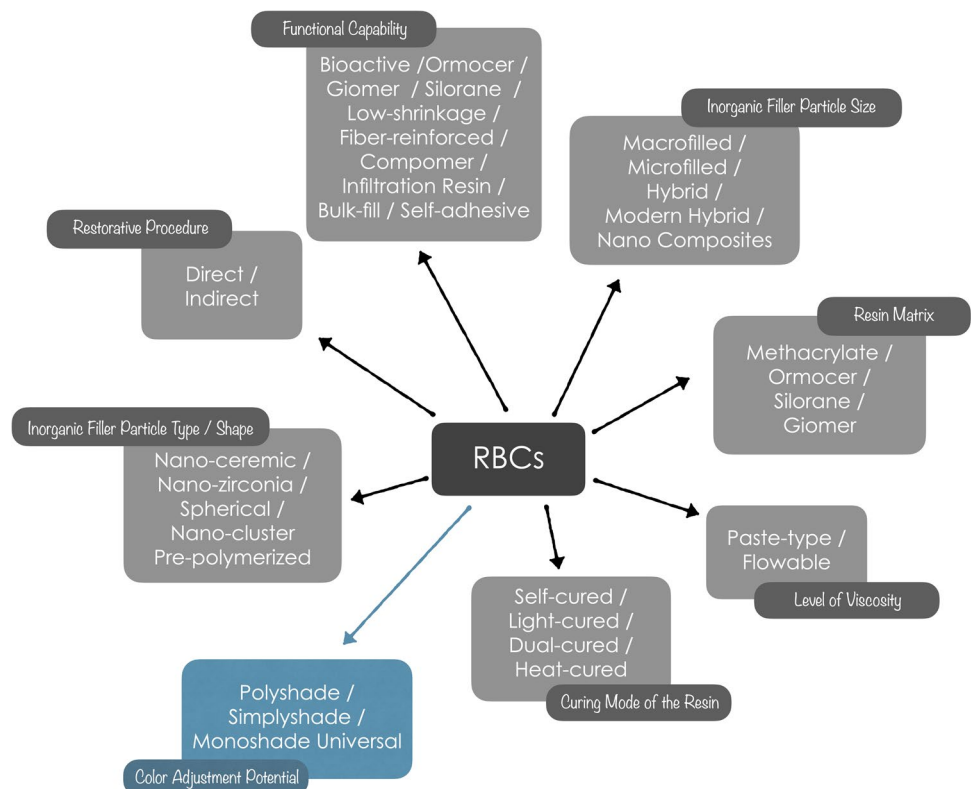 Functional Capability
Bioactive /Ormocer /
Giomer / Silorane /
Low-shrinkage /
Fiber-reinforced /
Compomer /
Infiltration Resin /
Bulk-fill / Self-adhesive
Inorganic Filler Particle Size
Macrofilled /
Microfilled /
Hybrid /
Modern Hybrid /
Nano Composites
Restorative Procedure
Direct /
Indirect
Resin Matrix
Methacrylate /
Ormocer /
Silorane /
Giomer
Inorganic Filler Particle Type / Shape
Nano-ceremic /
Nano-zirconia /
Spherical /
Nano-cluster
Pre-polymerized
RBCs
Paste-type /
Flowable
Level of Viscosity
Self-cured /
Light-cured /
Dual-cured /
Heat-cured
Curing Mode of the Resin
Polyshade /
Simplyshade /
Monoshade Universal
Color Adjustment Potential